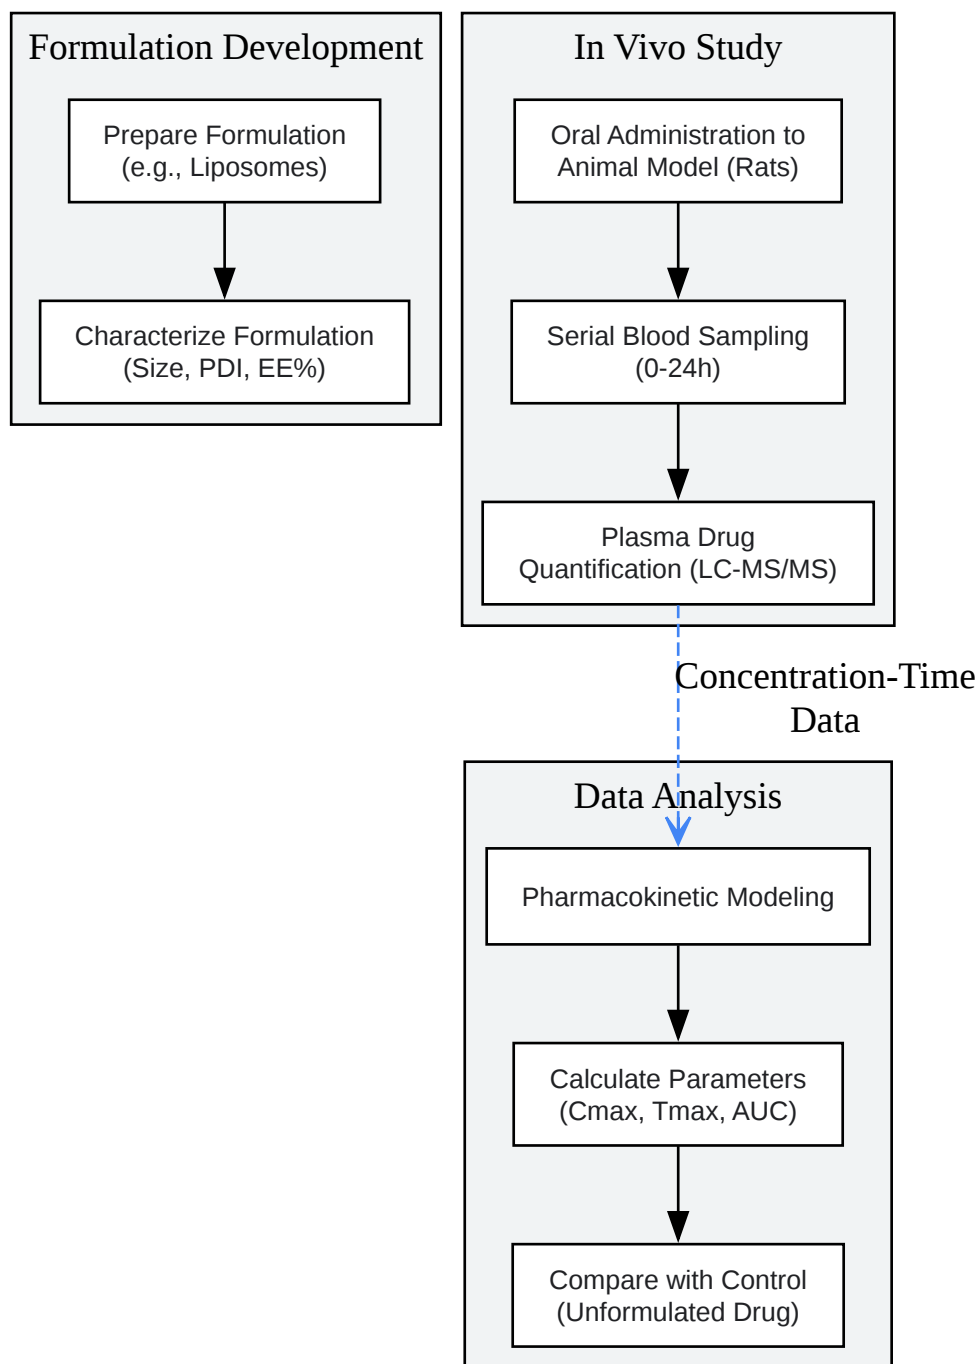 Formulation Development
Prepare Formulation
(e.g., Liposomes)
Characterize Formulation
(Size, PDI, EE%)
In Vivo Study
Oral Administration to
Animal Model (Rats)
Serial Blood Sampling
(0-24h)
Plasma Drug
Quantification (LC-MS/MS)
Concentration-Time
Data
Data Analysis
Pharmacokinetic Modeling
Calculate Parameters
(Cmax, Tmax, AUC)
Compare with Control
(Unformulated Drug)